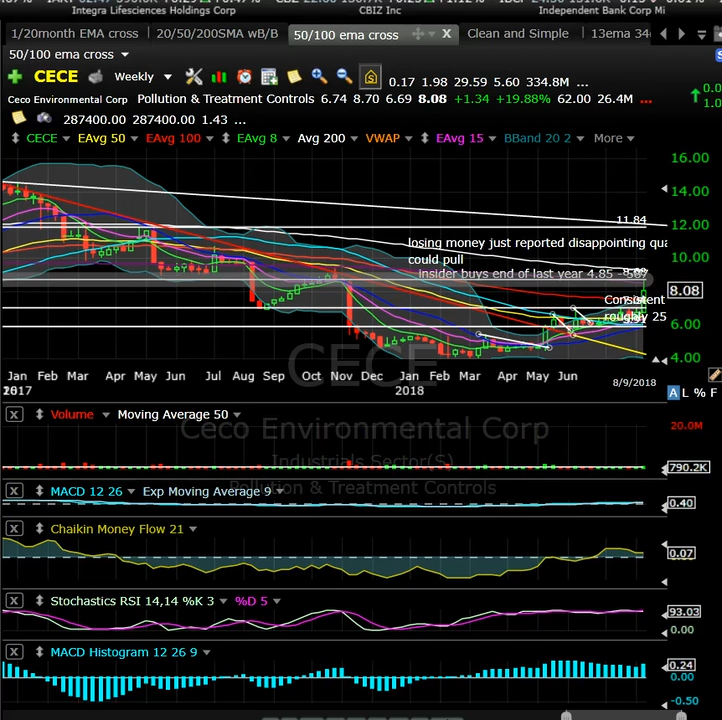 Integra Lifesciences Holdings Corp CBIZ Inc Independent Bank Corp Mi
1/20month EMA cross 20/50/200SMA wB/B 50/100 ema cross X Clean and Simple 13ema 34
50/100 ema cross
CECE Weekly 0.17 1.98 29.59 5.60 334.8M ...
Ceco Environmental Corp Pollution & Treatment Controls 6.74 8.70 6.69 8.08 +1.34 +19.88% 62.00 26.4M ...
287400.00 287400.00 1.43 ...
CECE EAvg 50 EAvg 100 EAvg 8 Avg 200 VWAP EMA 15 BBand 20 2 More
16.00
14.00
11.84
12.00
losing money just reported disappointing qua
could pull
10.00
Insider buys end of last year 4.85 -5.07
8.08
Consistent
roughly 25
6.00
4.00
CECE
Jan Feb Mar Apr May Jun Jul Aug Sep Oct Nov Dec Jan Feb Mar Apr May Jun
2017 2018 8/9/2018
A L % F
X Volume Moving Average 50
20.0M
Ceco Environmental Corp
Industrials Sector(S)
790.2K
Pollution & Treatment Controls
X MACD 12 26 Exp Moving Average 9
0.40
X Chaikin Money Flow 21
0.07
X Stochastics RSI 14,14 %K 3 %D 5
93.03
0.00
X MACD Histogram 12 26 9
0.24
0.00
-0.50